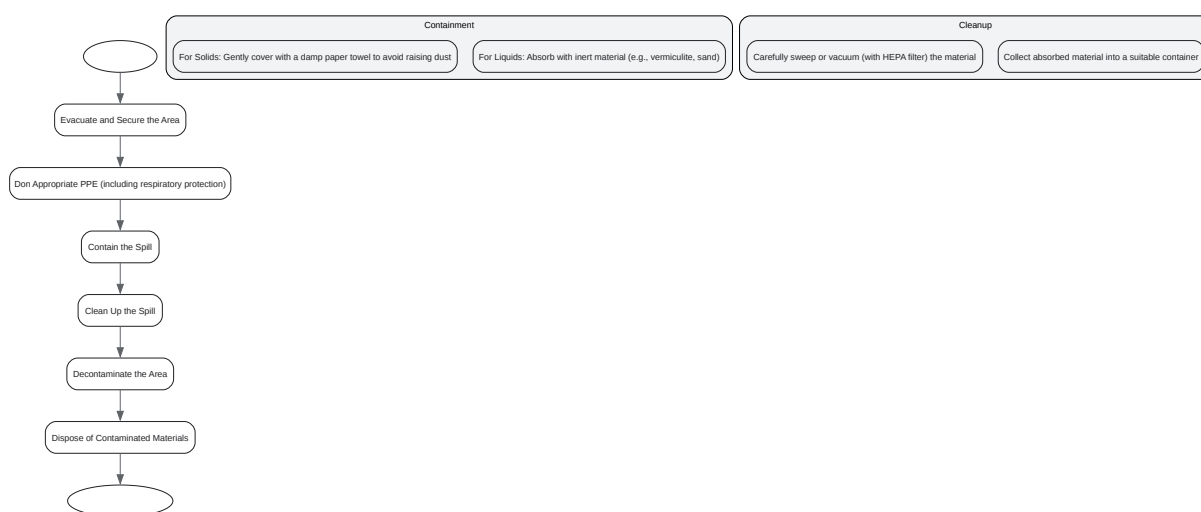 Containment
For Solids: Gently cover with a damp paper towel to avoid raising dust
For Liquids: Absorb with inert material (e.g., vermiculite, sand)
Cleanup
Carefully sweep or vacuum (with HEPA filter) the material
Collect absorbed material into a suitable container
Evacuate and Secure the Area
Don Appropriate PPE (including respiratory protection)
Contain the Spill
Clean Up the Spill
Decontaminate the Area
Dispose of Contaminated Materials